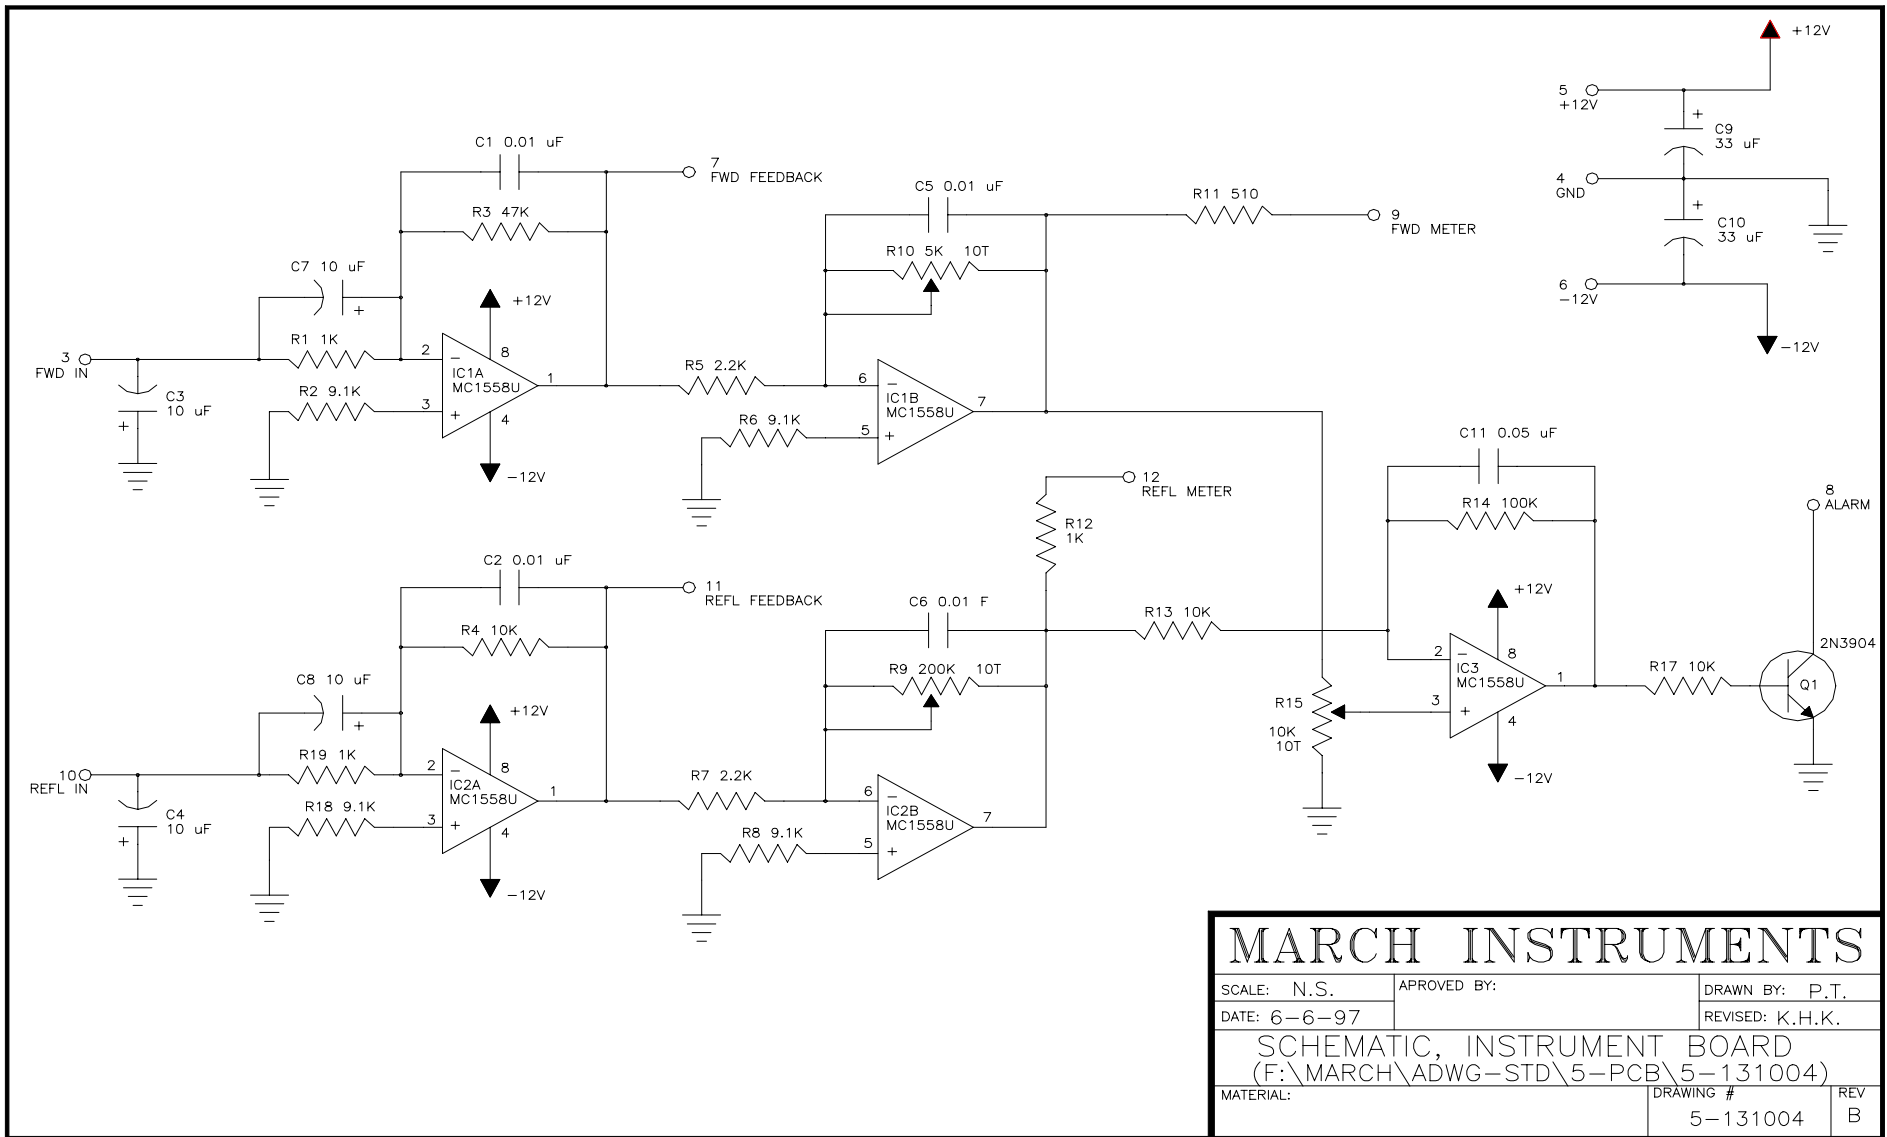 +12V
5
+12V
+
C9
33 uF
4
GND
+
C10
33 uF
6
-12V
-12V
C1 0.01 uF
7
FWD FEEDBACK
R3 47K
C7 10 uF
+
+12V
R1 1K
3
FWD IN
2
-
8
IC1A
MC1558U
1
R2 9.1K
3
+
4
C3
10 uF
+
-12V
C5 0.01 uF
R11 510
9
FWD METER
R10 5K 10T
R5 2.2K
6
-
IC1B
MC1558U
7
R6 9.1K
5
+
12
REFL METER
R12
1K
C11 0.05 uF
R14 100K
8
ALARM
C2 0.01 uF
11
REFL FEEDBACK
R4 10K
C8 10 uF
+
+12V
R19 1K
10
REFL IN
2
-
8
IC2A
MC1558U
1
R18 9.1K
3
+
4
C4
10 uF
+
-12V
C6 0.01 F
R9 200K 10T
R7 2.2K
6
-
IC2B
MC1558U
7
R8 9.1K
5
+
R13 10K
+12V
2
-
8
IC3
MC1558U
1
3
+
4
-12V
R15
10K
10T
R17 10K
2N3904
Q1
MARCH INSTRUMENTS
SCALE: N.S.
APROVED BY:
DRAWN BY: P.T.
DATE: 6-6-97
REVISED: K.H.K.
SCHEMATIC, INSTRUMENT BOARD
(F:\MARCH\ADWG-STD\5-PCB\5-131004)
MATERIAL:
DRAWING #
5-131004
REV
B